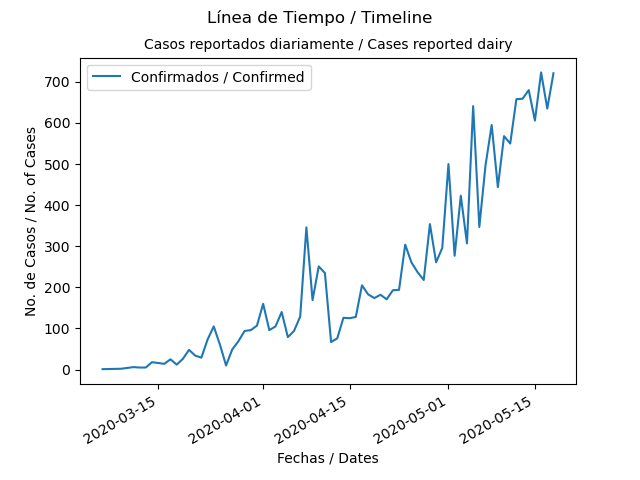 Línea de Tiempo / Timeline
Casos reportados diariamente / Cases reported dairy
Confirmados / Confirmed
700
600
500
400
300
200
100
0
No. de Casos / No. of Cases
2020-03-15
2020-04-01
2020-04-15
2020-05-01
2020-05-15
Fechas / Dates